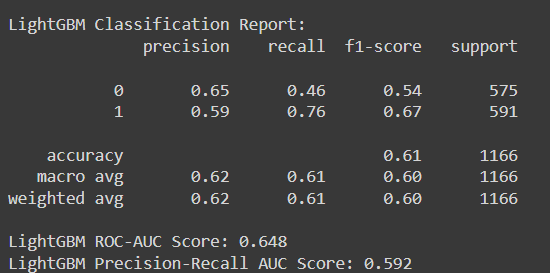 LightGBM Classification Report:
              precision    recall  f1-score   support

           0       0.65      0.46      0.54       575
           1       0.59      0.76      0.67       591

    accuracy                           0.61      1166
   macro avg       0.62      0.61      0.60      1166
weighted avg       0.62      0.61      0.60      1166

LightGBM ROC-AUC Score: 0.648
LightGBM Precision-Recall AUC Score: 0.592